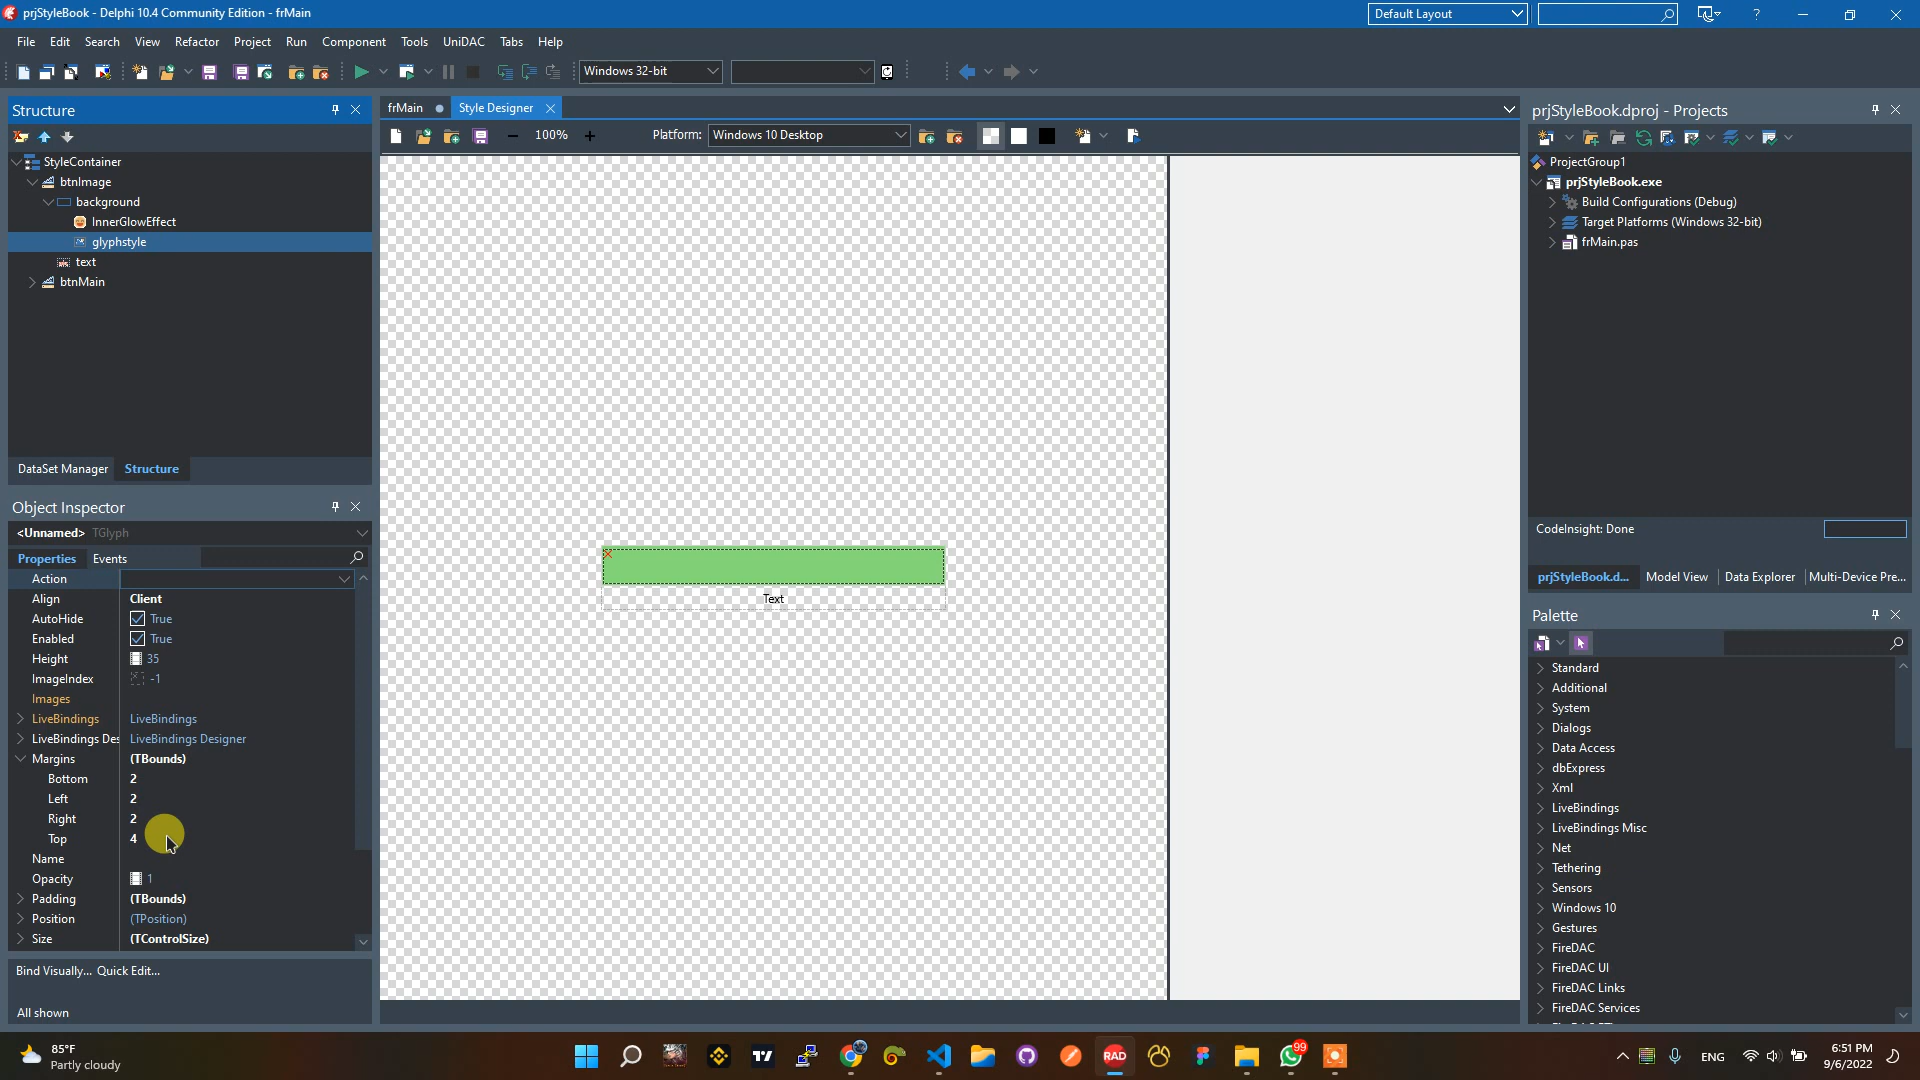 prjStyleBook - Delphi 10.4 Community Edition - frMain
Default Layout
File Edit Search View Refactor Project Run Component Tools UniDAC Tabs Help
Windows 32-bit
Structure
StyleContainer
btnImage
background
InnerGlowEffect
glyphstyle
text
btnMain
DataSet Manager Structure
Object Inspector
<Unnamed> TGlyph
Properties Events
Action
Align Client
AutoHide True
Enabled True
Height 35
ImageIndex -1
Images
LiveBindings LiveBindings
LiveBindings Des LiveBindings Designer
Margins (TBounds)
Bottom 2
Left 2
Right 2
Top 4
Name
Opacity 1
Padding (TBounds)
Position (TPosition)
Size (TControlSize)
Bind Visually... Quick Edit...
All shown
frMain Style Designer
100% Platform: Windows 10 Desktop
Text
prjStyleBook.dproj - Projects
ProjectGroup1
prjStyleBook.exe
Build Configurations (Debug)
Target Platforms (Windows 32-bit)
frMain.pas
CodeInsight: Done
prjStyleBook.d... Model View Data Explorer Multi-Device Pre...
Palette
Standard
Additional
System
Dialogs
Data Access
dbExpress
Xml
LiveBindings
LiveBindings Misc
Net
Tethering
Sensors
Windows 10
Gestures
FireDAC
FireDAC UI
FireDAC Links
FireDAC Services
85°F
Partly cloudy
RAD
99
ENG
6:51 PM
9/6/2022